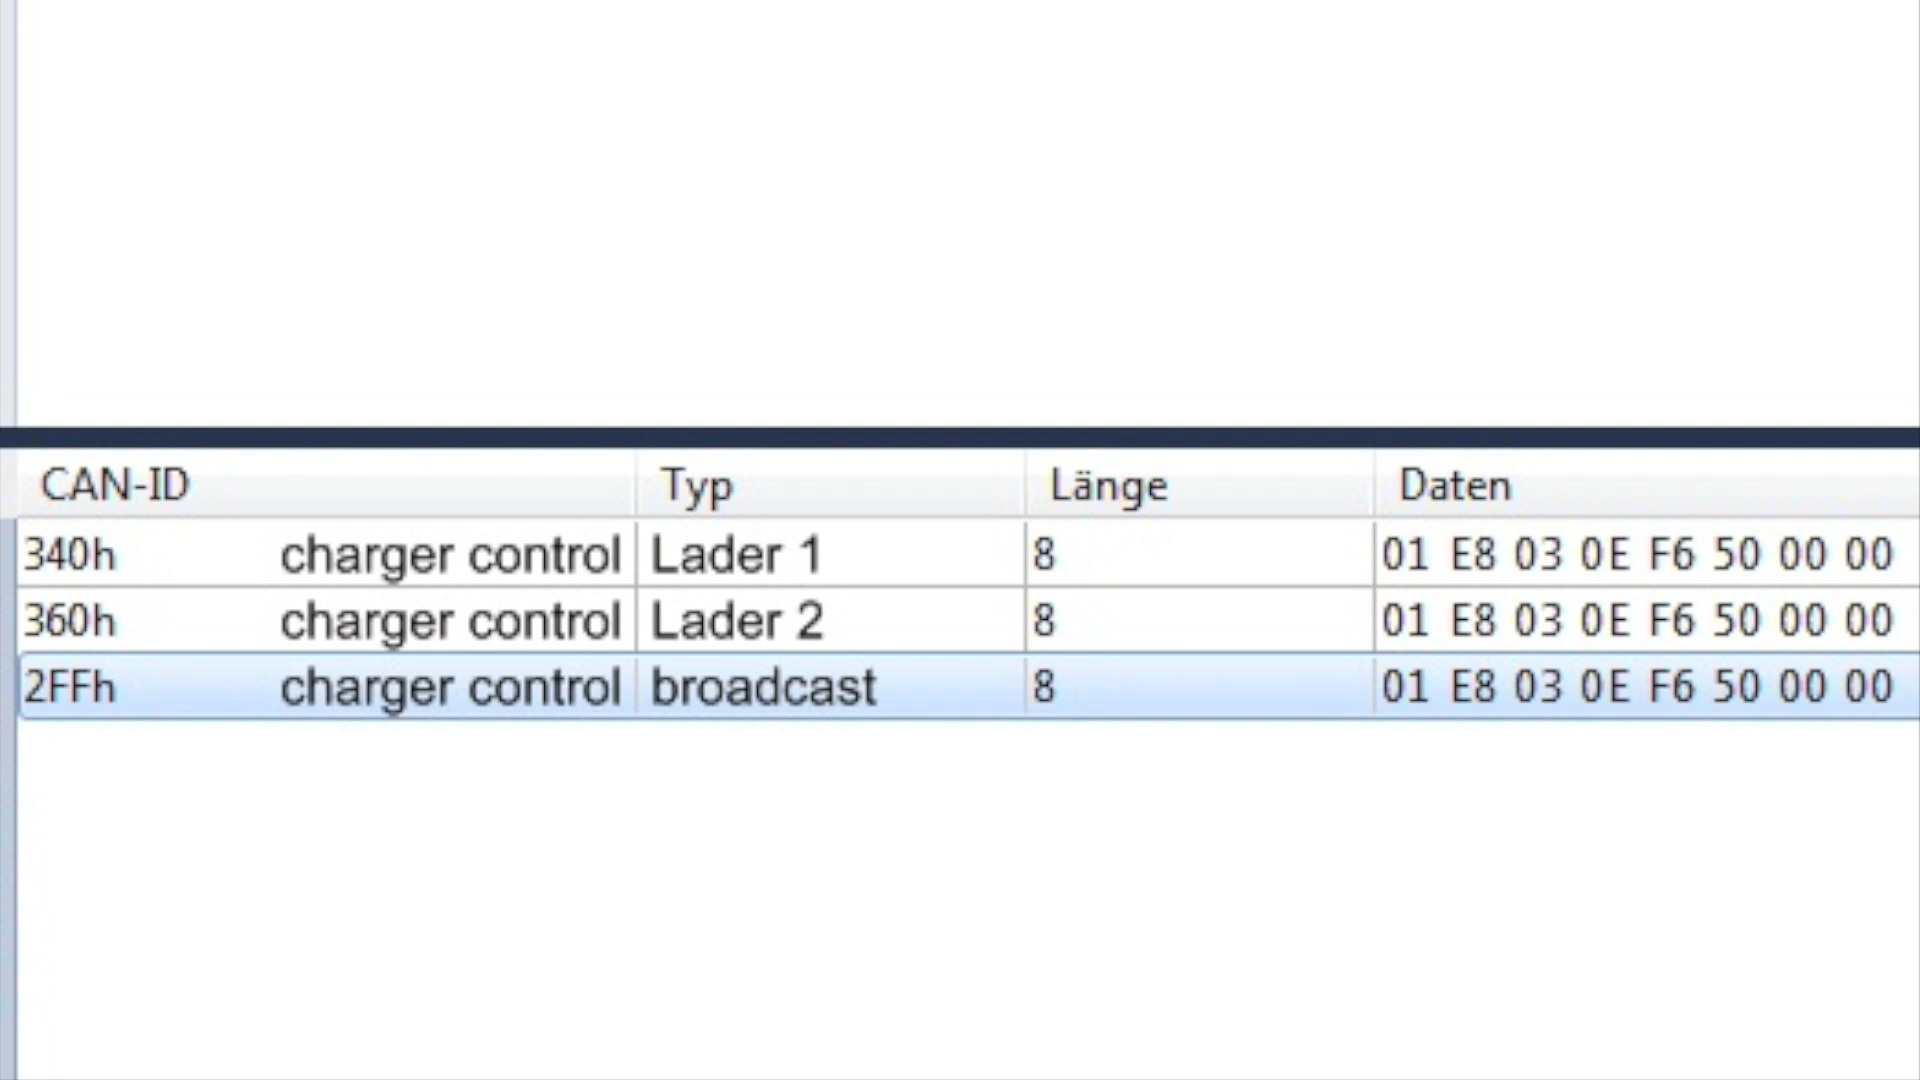 CAN-ID Typ Länge Daten
340h charger control Lader 1 8 01 E8 03 0E F6 50 00 00
360h charger control Lader 2 8 01 E8 03 0E F6 50 00 00
2FFh charger control broadcast 8 01 E8 03 0E F6 50 00 00